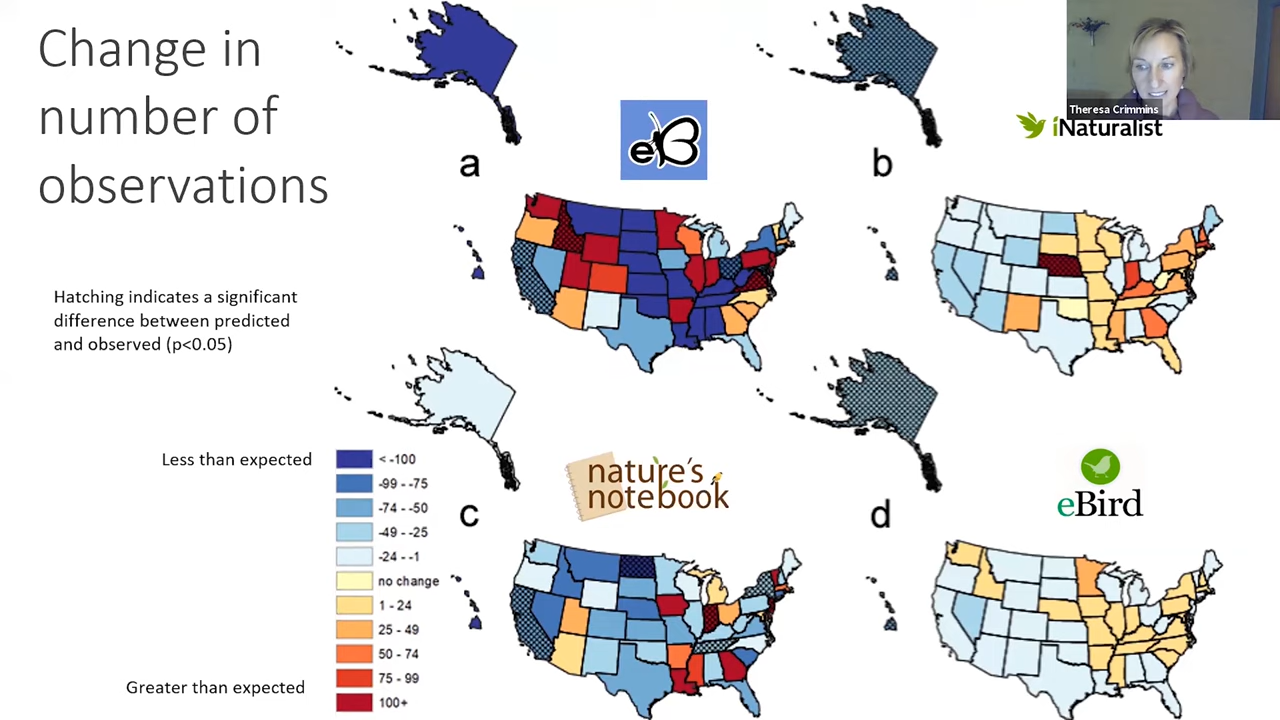 Change in
number of
observations
Theresa Crimmins
iNaturalist
eB
a
b
Hatching indicates a significant
difference between predicted
and observed (p<0.05)
Less than expected
Greater than expected
< -100
-99 - -75
-74 - -50
-49 - -25
-24 - -1
no change
1 - 24
25 - 49
50 - 74
75 - 99
100+
nature's
notebook
eBird
c
d